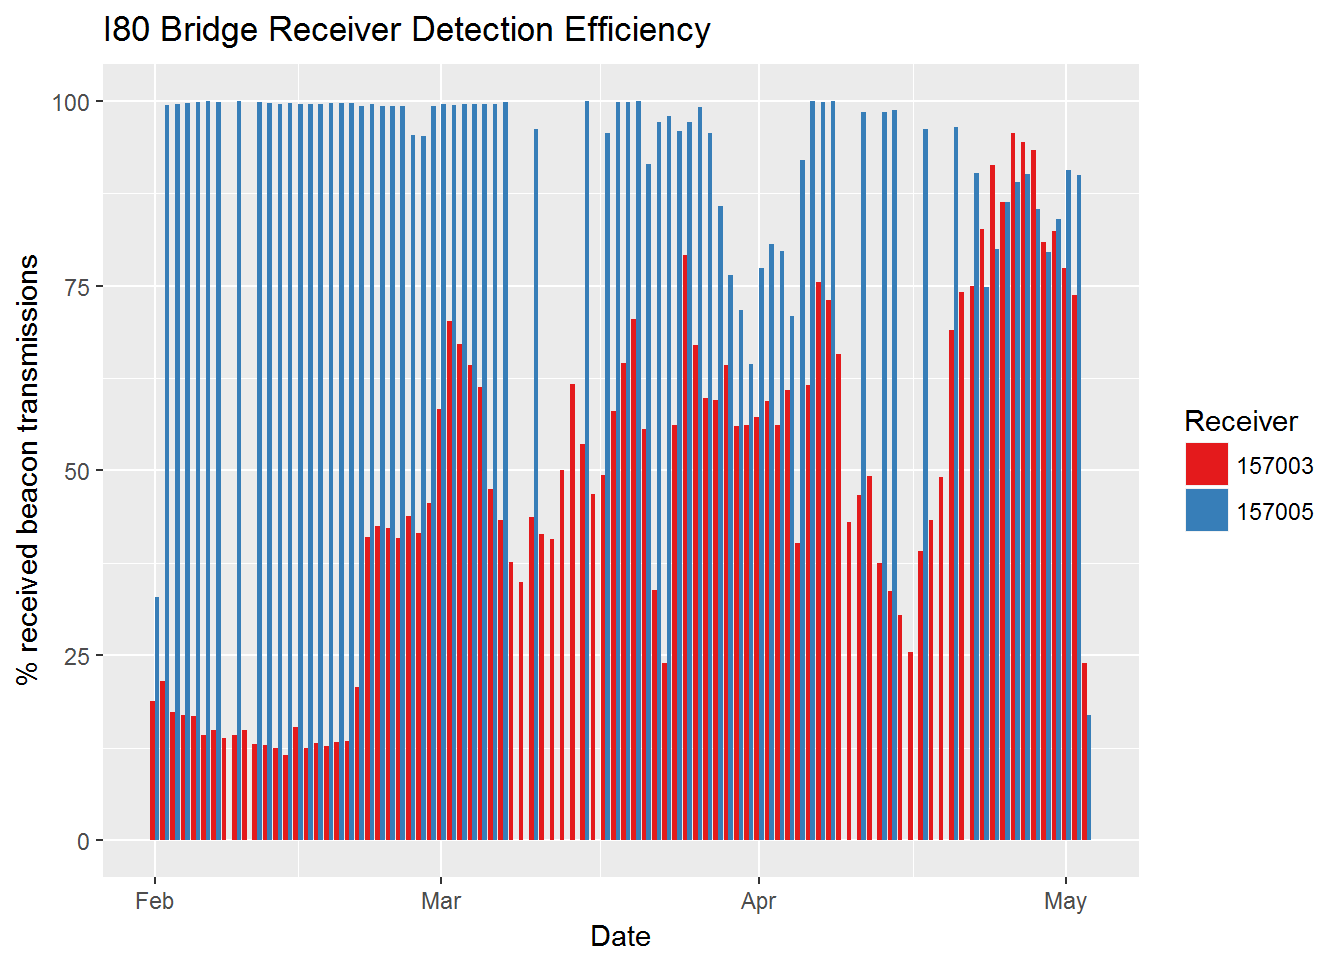 I80 Bridge Receiver Detection Efficiency
% received beacon transmissions
100
75
50
25
0
Feb
Mar
Apr
May
Date
Receiver
157003
157005